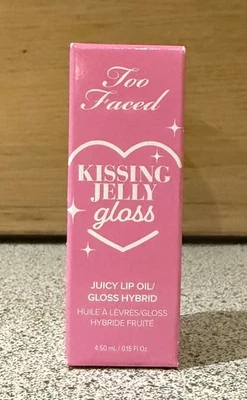 Too
Faced
KISSING
JELLY
gloss
JUICY LIP OIL/
GLOSS HYBRID
HUILE À LÈVRES/GLOSS
HYBRIDE FRUITÉ
4.50 mL / 0.15 Fl Oz.